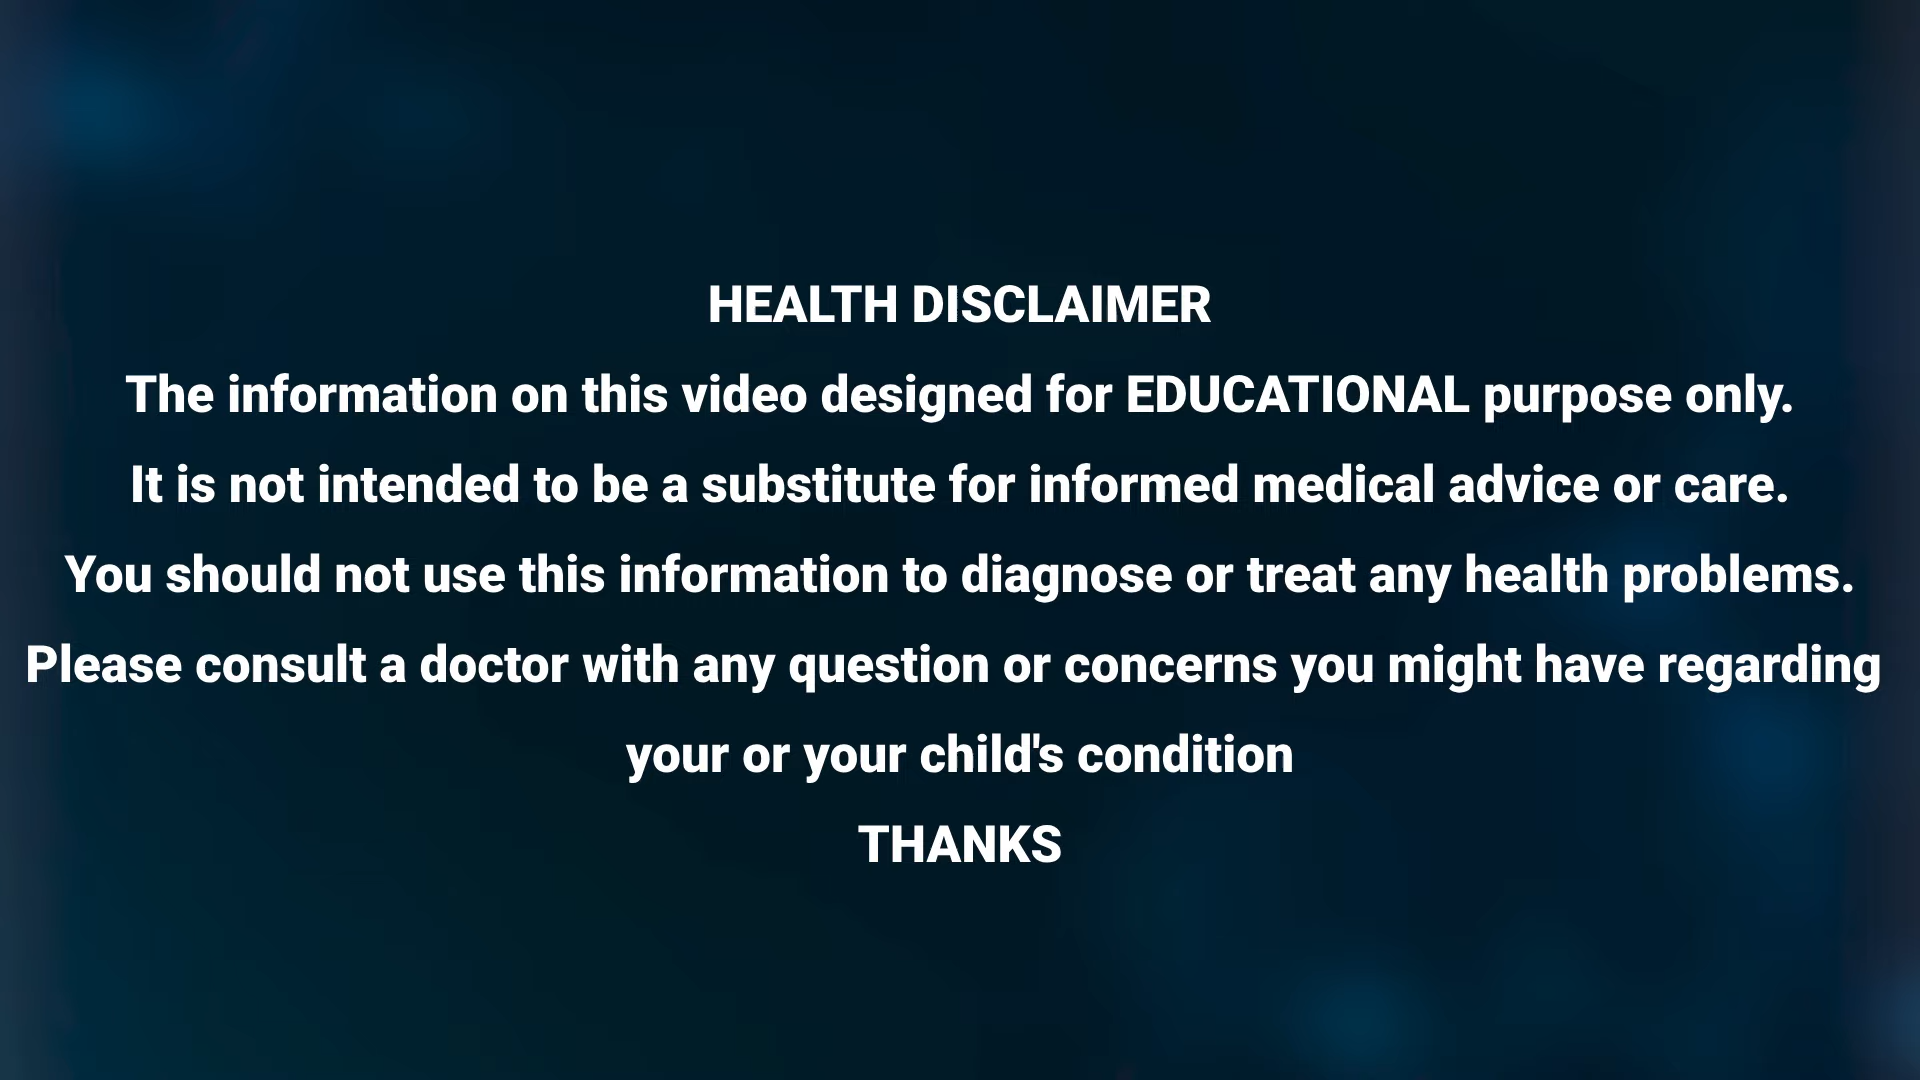 HEALTH DISCLAIMER
The information on this video designed for EDUCATIONAL purpose only.
It is not intended to be a substitute for informed medical advice or care.
You should not use this information to diagnose or treat any health problems.
Please consult a doctor with any question or concerns you might have regarding
your or your child's condition
THANKS